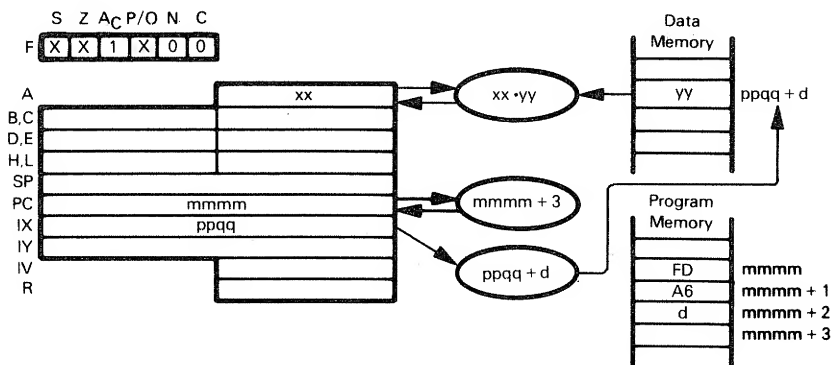 S Z AC P/O N C
F X X 1 X 0 0
Data
Memory
A xx
xx · yy
yy ppqq + d
B,C
D,E
H,L
SP
PC mmmm
mmmm + 3
Program
Memory
IX ppqq
IY
IV
R
ppqq + d
FD mmmm
A6 mmmm + 1
d mmmm + 2
mmmm + 3